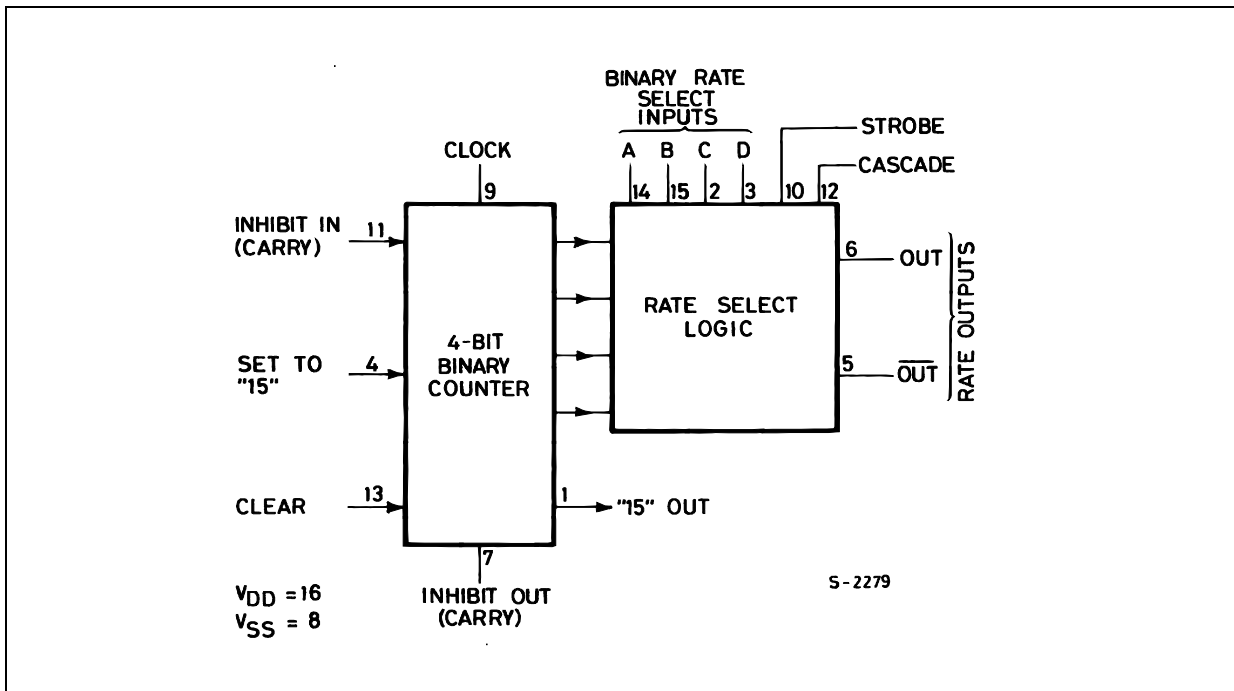 BINARY RATE
SELECT
INPUTS
A B C D
STROBE
CASCADE
14 15 2 3 10 12
CLOCK
9
INHIBIT IN
(CARRY)
11
SET TO
"15"
4
CLEAR
13
4-BIT
BINARY
COUNTER
RATE SELECT
LOGIC
6 OUT
5 O̅U̅T̅
RATE OUTPUTS
1 "15" OUT
7
INHIBIT OUT
(CARRY)
VDD = 16
VSS = 8
S-2279